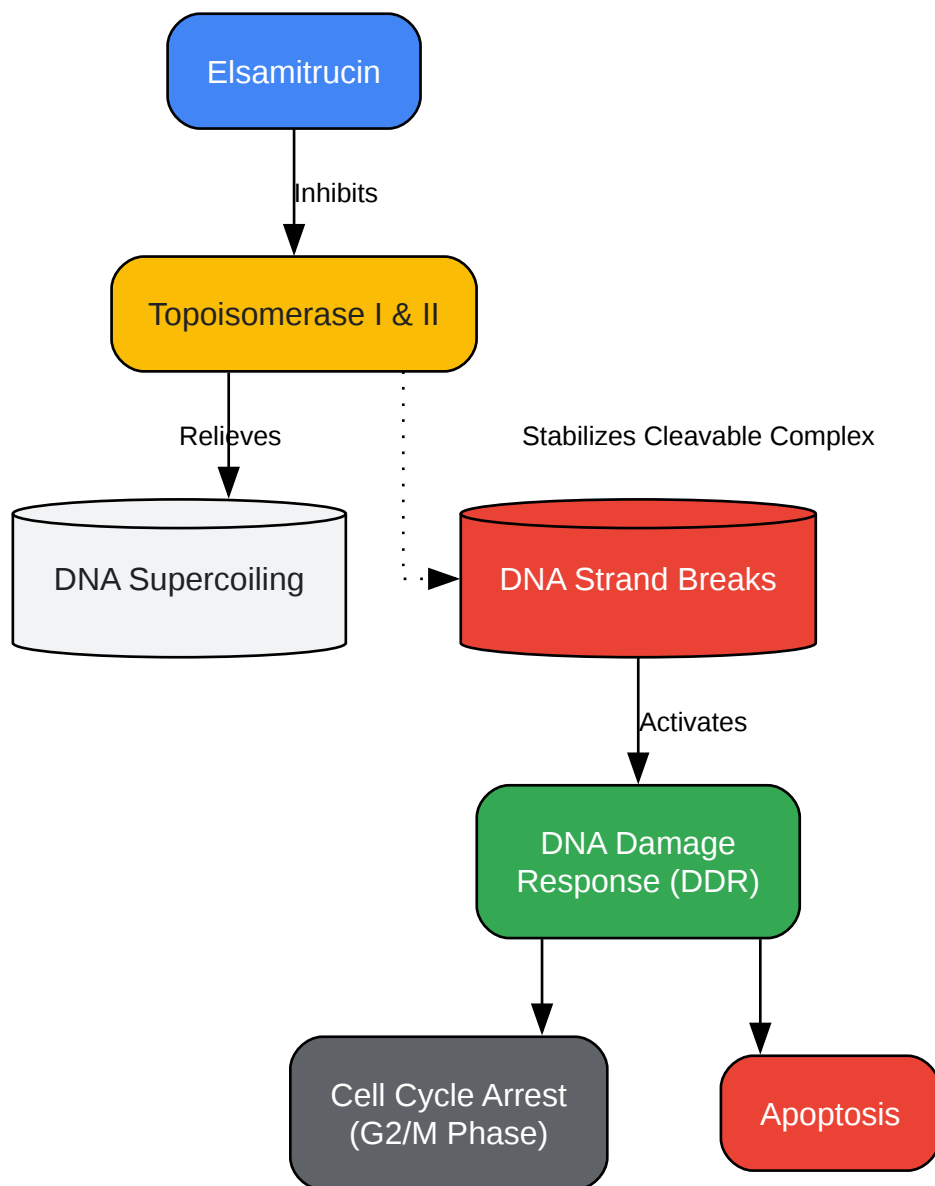 Elsamitrucin
Inhibits
Topoisomerase I & II
Relieves
Stabilizes Cleavable Complex
DNA Supercoiling
DNA Strand Breaks
Activates
DNA Damage
Response (DDR)
Cell Cycle Arrest
(G2/M Phase)
Apoptosis